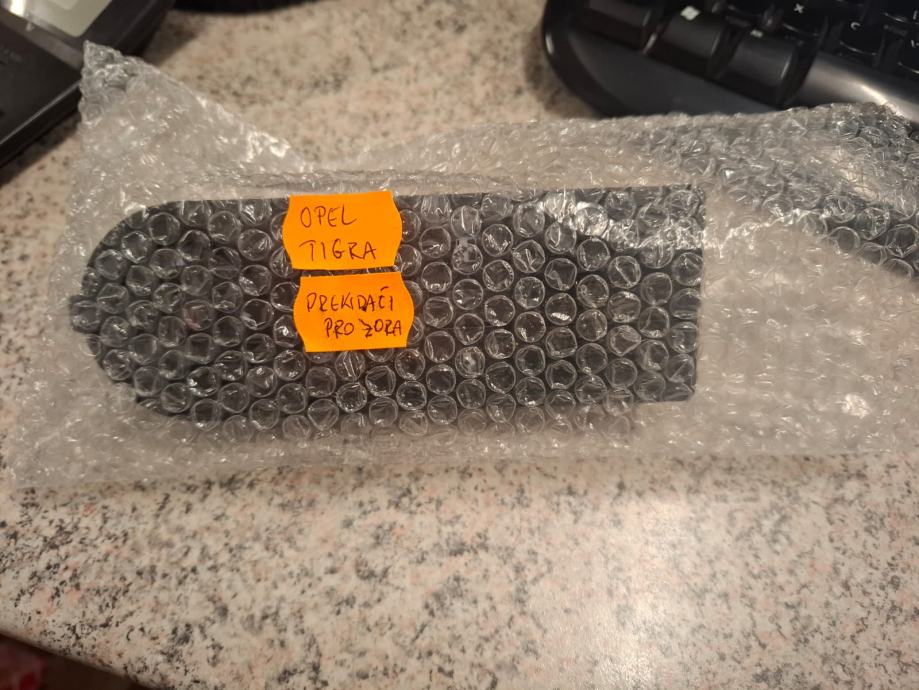 OPEL
TIGRA
PREKIDAČI
PROZORA
X
C